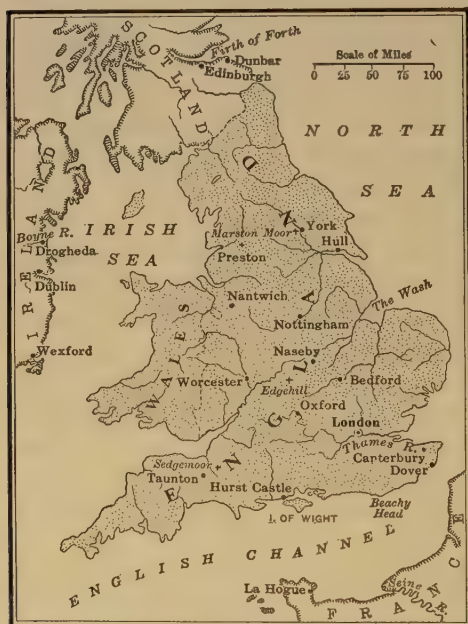 SCOTLAND
Firth of Forth
Dunbar
Edinburgh
Scale of Miles
0 25 50 75 100
NORTH
SEA
IRELAND
Boyne R.
IRISH
SEA
Drogheda
Dublin
Wexford
ENGLAND
Marston Moor
York
Hull
Preston
Nantwich
Nottingham
The Wash
WALES
Naseby
Worcester
Edgehill
Bedford
Oxford
London
Thames R.
Canterbury
Dover
Sedgemoor
Taunton
Hurst Castle
I. OF WIGHT
Beachy
Head
ENGLISH CHANNEL
La Hogue
Seine R.
FRANCE